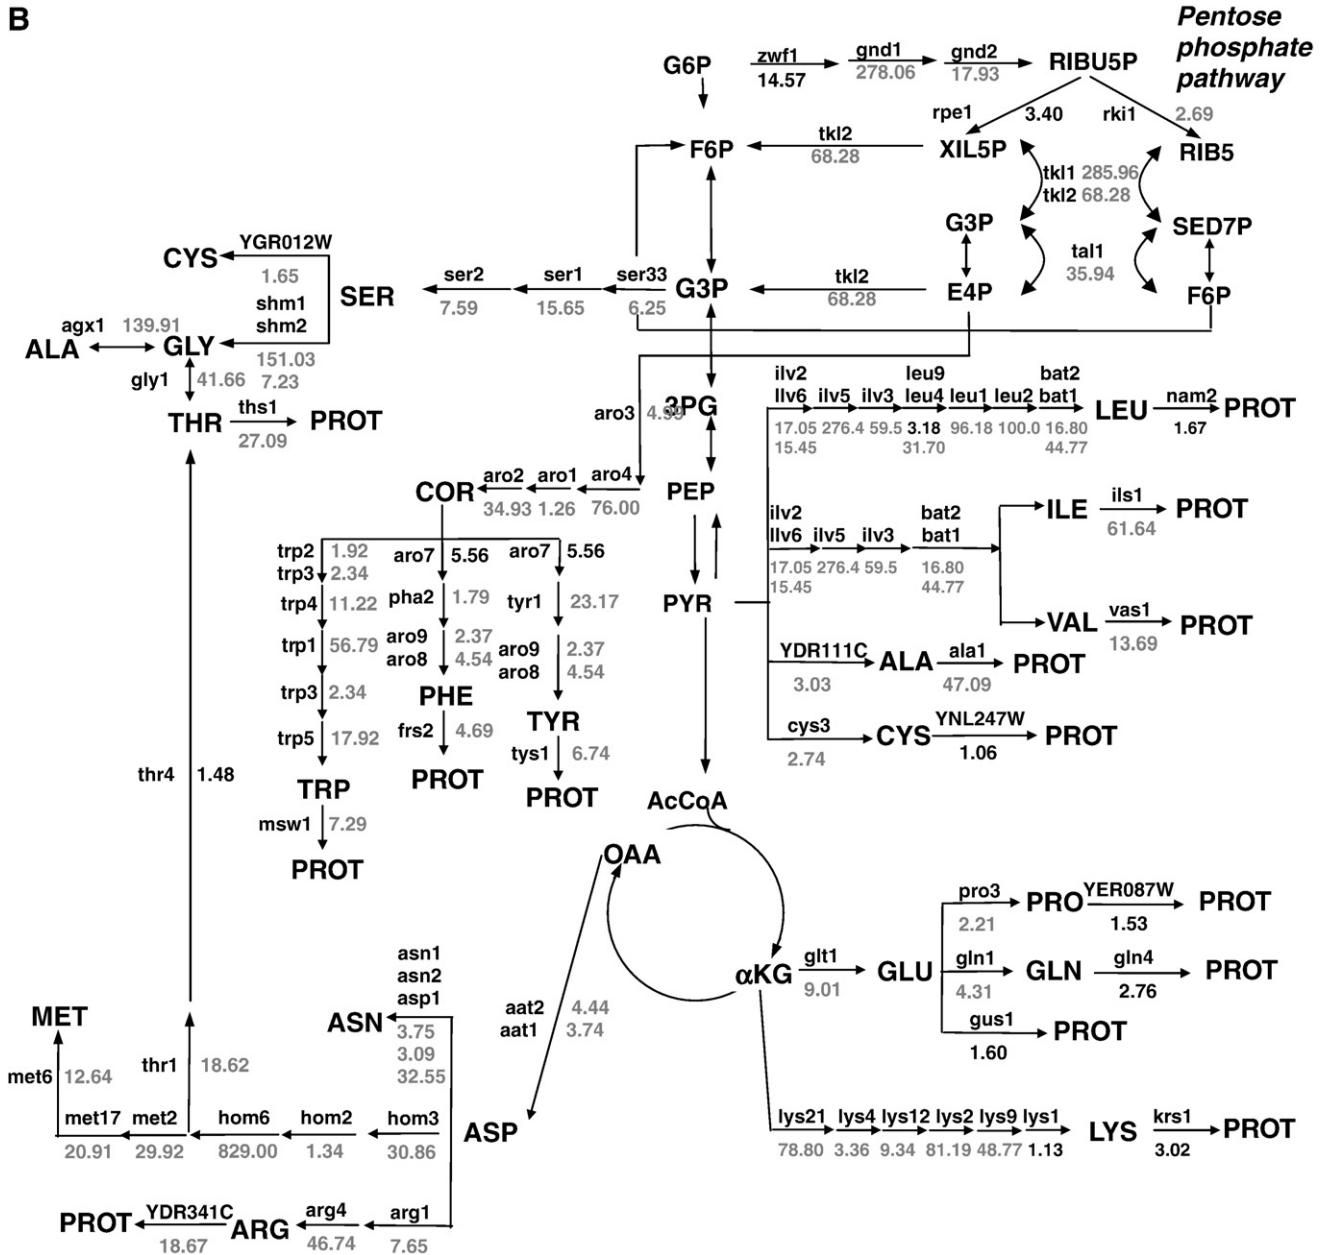 B
Pentose
phosphate
pathway
G6P
zwf1
14.57
gnd1
278.06
gnd2
17.93
RIBU5P
rpe1
3.40
rki1
2.69
F6P
tkl2
68.28
XIL5P
RIB5
tkl1 285.96
tkl2 68.28
G3P
SED7P
tal1
35.94
E4P
F6P
CYS
YGR012W
1.65
SER
shm1
shm2
151.03
7.23
ser2
7.59
ser1
15.65
ser33
6.25
G3P
tkl2
68.28
ALA
agx1
139.91
GLY
gly1
41.66
THR
ths1
27.09
PROT
aro3
4.99
3PG
ilv2
Ilv6
17.05
15.45
ilv5
276.4
ilv3
59.5
leu9
leu4
3.18
31.70
leu1
96.18
leu2
100.0
bat2
bat1
16.80
44.77
LEU
nam2
1.67
PROT
COR
aro2
34.93
aro1
1.26
aro4
76.00
PEP
ilv2
Ilv6
17.05
15.45
ilv5
276.4
ilv3
59.5
bat2
bat1
16.80
44.77
ILE
ils1
61.64
PROT
VAL
vas1
13.69
PROT
trp2 1.92
trp3 2.34
trp4 11.22
trp1 56.79
trp3 2.34
trp5 17.92
TRP
msw1 7.29
PROT
aro7 5.56
pha2 1.79
aro9 2.37
aro8 4.54
PHE
frs2 4.69
PROT
aro7 5.56
tyr1 23.17
aro9 2.37
aro8 4.54
TYR
tys1 6.74
PROT
PYR
YDR111C
3.03
ALA
ala1
47.09
PROT
cys3
2.74
CYS
YNL247W
1.06
PROT
thr4 1.48
AcCoA
OAA
αKG
glt1
9.01
GLU
pro3
2.21
PRO
YER087W
1.53
PROT
gln1
4.31
GLN
gln4
2.76
PROT
gus1
1.60
PROT
asn1
asn2
asp1
ASN
3.75
3.09
32.55
aat2 4.44
aat1 3.74
MET
met6 12.64
thr1 18.62
met17
20.91
met2
29.92
hom6
829.00
hom2
1.34
hom3
30.86
ASP
lys21
78.80
lys4
3.36
lys12
9.34
lys2
81.19
lys9
48.77
lys1
1.13
LYS
krs1
3.02
PROT
PROT
YDR341C
18.67
ARG
arg4
46.74
arg1
7.65